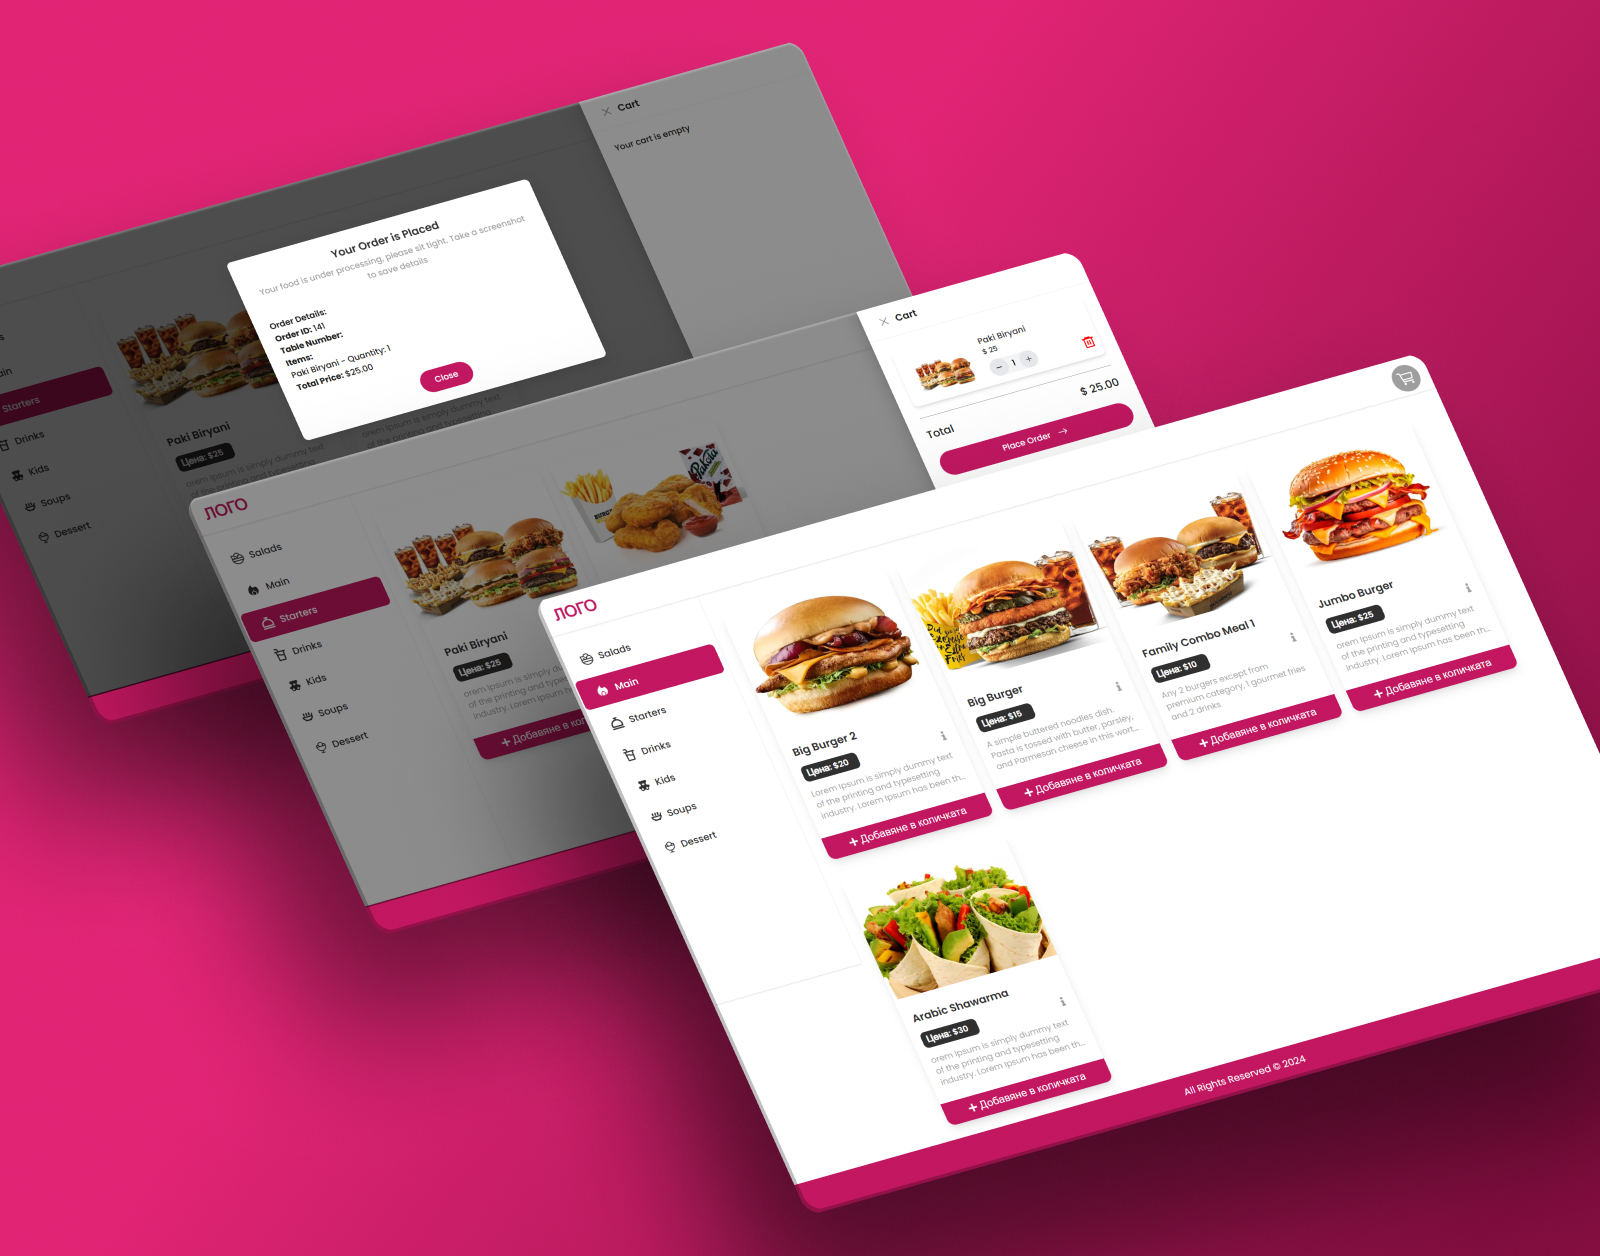 Cart
Your cart is empty
Your Order is Placed
Your food is under processing, please sit tight. Take a screenshot
to save details
Order Details:
Order ID: 141
Table Number:
Items:
Paki Biryani - Quantity: 1
Total Price: $25.00
Close
Starters
Drinks
Kids
Soups
Dessert
Paki Biryani
Цена: $25
orem Ipsum is simply dummy text
of the printing and typesetting
orem Ipsum is simply dummy text
of the printing and typesetting
ЛОГО
Salads
Main
Starters
Drinks
Kids
Soups
Dessert
Paki Biryani
Цена: $25
orem Ipsum is simply
of the printing and type
industry. Lorem Ipsum h
Cart
Paki Biryani
$ 25
- 1 +
$ 25.00
Total
Place Order →
ЛОГО
Salads
Main
Starters
Drinks
Kids
Soups
Dessert
Big Burger 2
Цена: $20
Lorem Ipsum is simply dummy text
of the printing and typesetting
industry. Lorem Ipsum has been th...
+ Добавяне в количката
Big Burger
Цена: $15
A simple buttered noodles dish.
Pasta is tossed with butter, parsley,
and Parmesan cheese in this wort...
+ Добавяне в количката
Family Combo Meal 1
Цена: $10
Any 2 burgers except from
premium category, 1 gourmet fries
and 2 drinks
+ Добавяне в количката
Jumbo Burger
Цена: $25
orem Ipsum is simply dummy text
of the printing and typesetting
industry. Lorem Ipsum has been th...
+ Добавяне в количката
Arabic Shawarma
Цена: $30
orem Ipsum is simply dummy text
of the printing and typesetting
industry. Lorem Ipsum has been th...
+ Добавяне в количката
All Rights Reserved © 2024